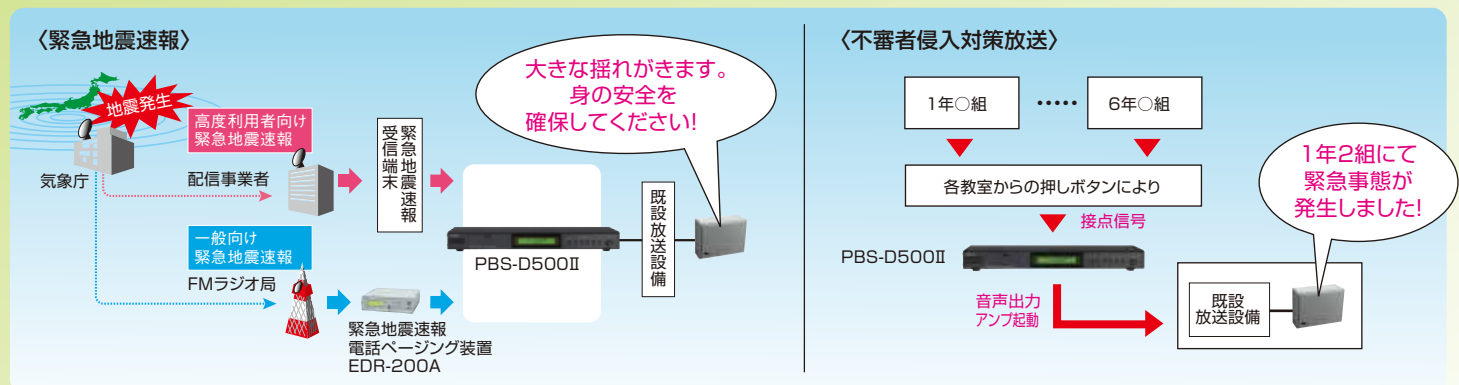 〈緊急地震速報〉
地震発生
高度利用者向け
緊急地震速報
気象庁
配信事業者
緊急地震速報
受信端末
一般向け
緊急地震速報
FMラジオ局
緊急地震速報
電話ページング装置
EDR-200A
PBS-D500Ⅱ
既設放送設備
大きな揺れがきます。
身の安全を
確保してください!
〈不審者侵入対策放送〉
1年○組
•••••
6年○組
各教室からの押しボタンにより
接点信号
PBS-D500Ⅱ
音声出力
アンプ起動
既設
放送設備
1年2組にて
緊急事態が
発生しました!